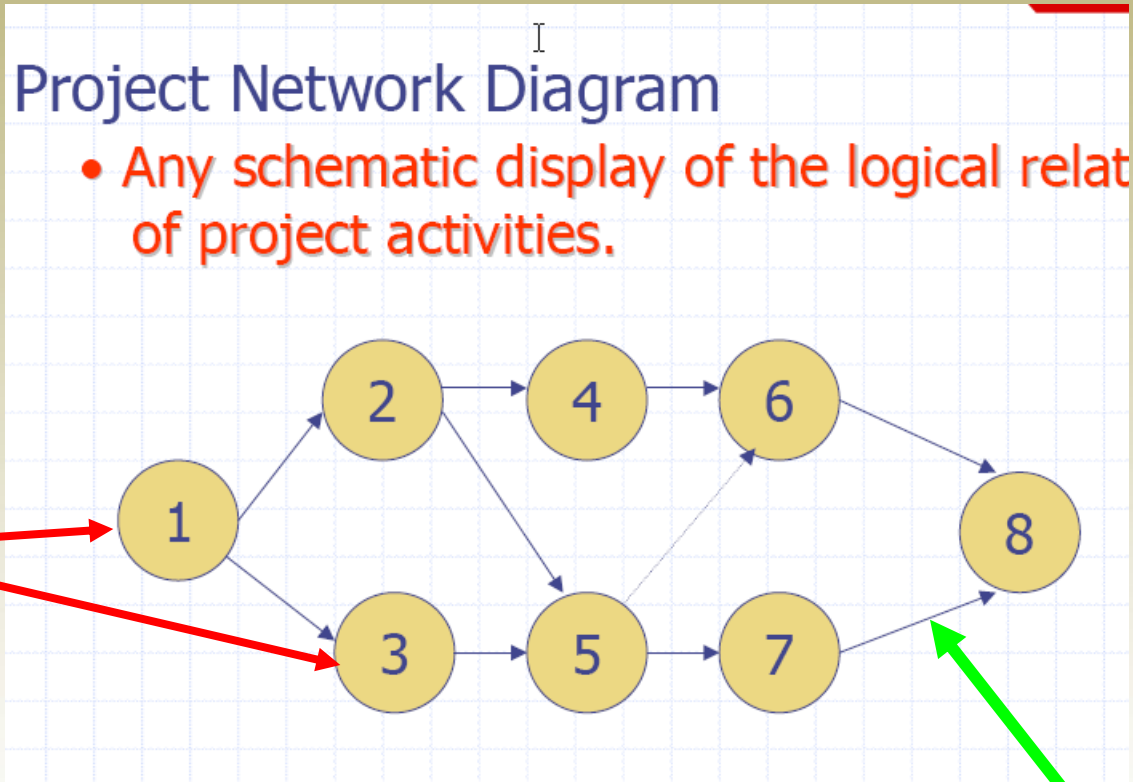 Project Network Diagram
• Any schematic display of the logical relat
of project activities.
2 4 6
1 8
3 5 7